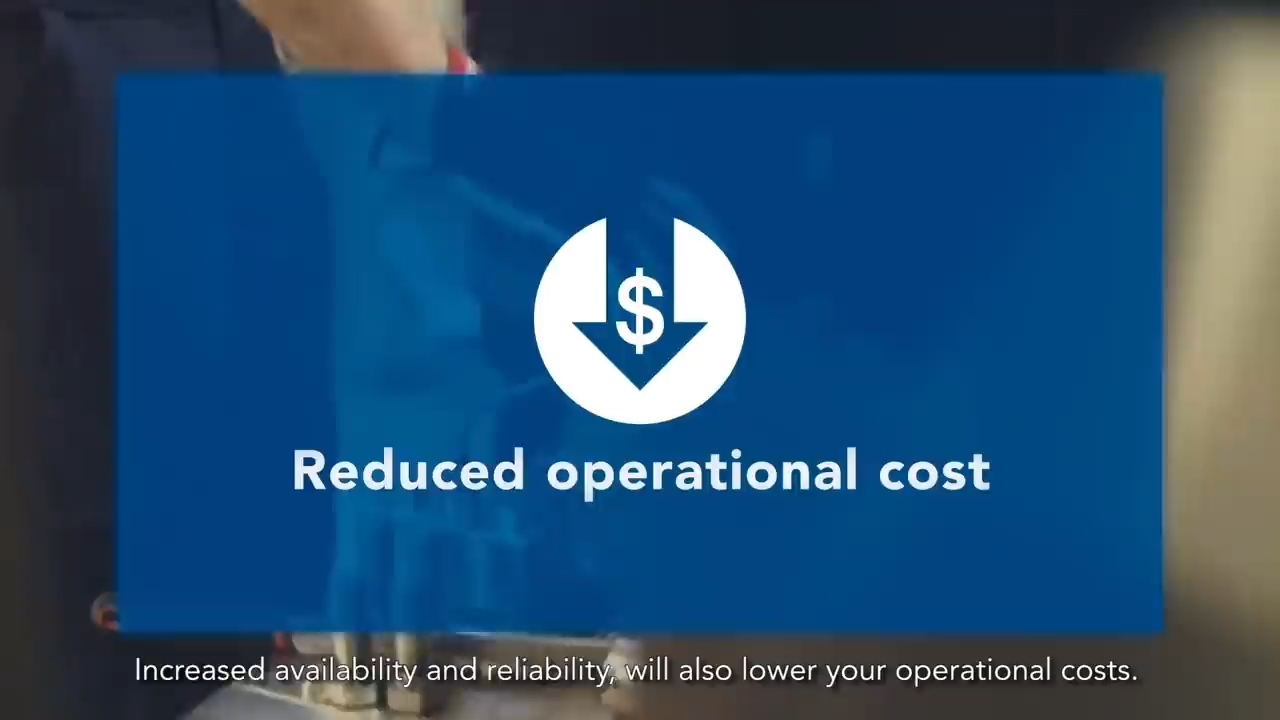 $
Reduced operational cost
Increased availability and reliability, will also lower your operational costs.